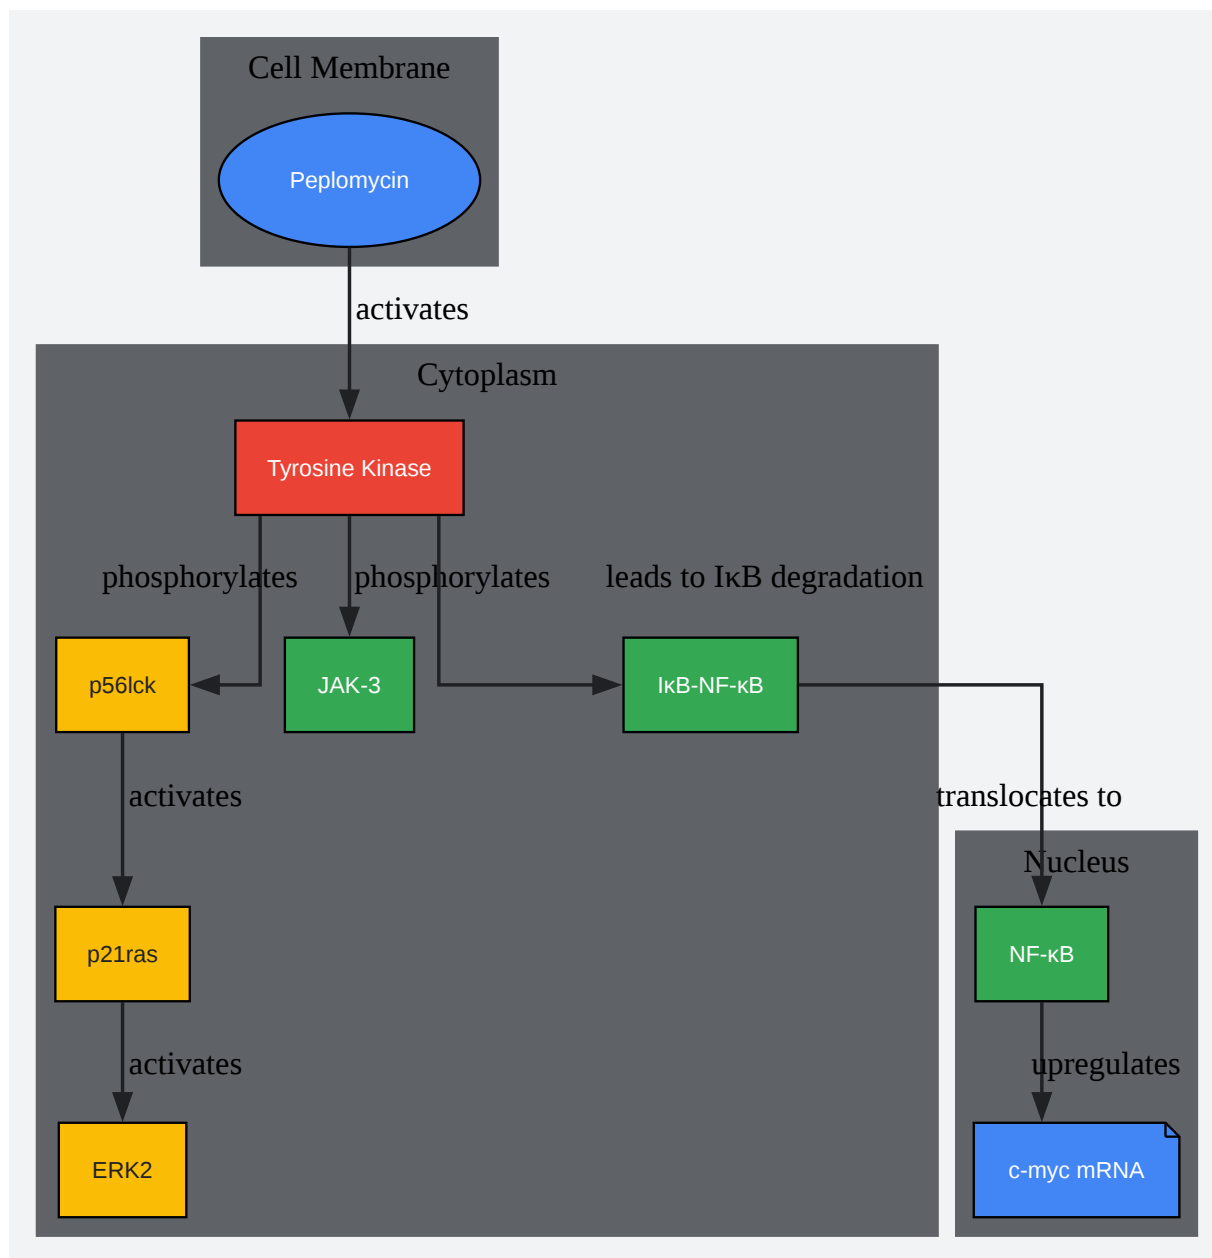 Cell Membrane
Peplomycin
activates
Cytoplasm
Tyrosine Kinase
phosphorylates
phosphorylates
leads to IκB degradation
p56lck
JAK-3
IκB-NF-κB
activates
translocates to
Nucleus
p21ras
NF-κB
activates
upregulates
ERK2
c-myc mRNA